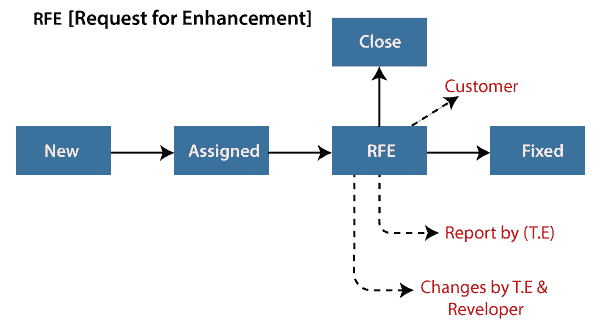 RFE [Request for Enhancement]
Close
Customer
New
Assigned
RFE
Fixed
Report by (T.E)
Changes by T.E &
Reveloper